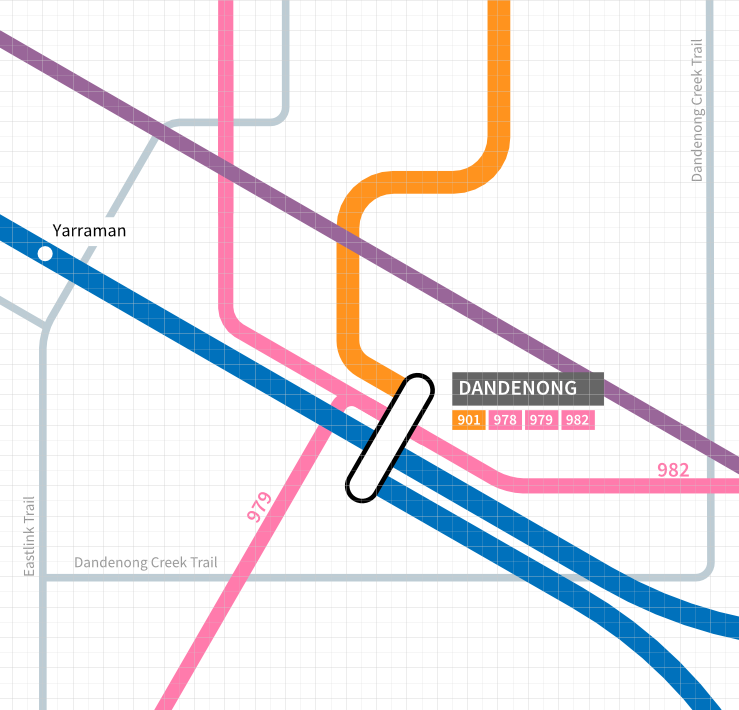 Dandenong Creek Trail
Yarraman
DANDENONG
901 978 979 982
982
979
Eastlink Trail
Dandenong Creek Trail